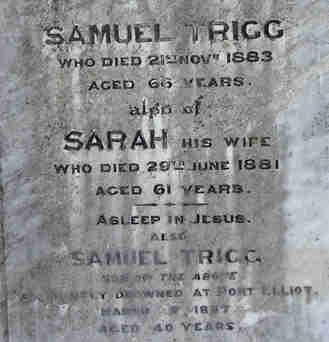 SAMUEL TRIGG
WHO DIED 21ST NOVR 1883
AGED 66 YEARS.
also of
SARAH HIS WIFE
WHO DIED 29TH JUNE 1881
AGED 61 YEARS.
ASLEEP IN JESUS.
ALSO
SAMUEL TRIGG
SON OF THE ABOVE
DROWNED AT PORT ELLIOT.
MARCH 1897
AGED 40 YEARS.